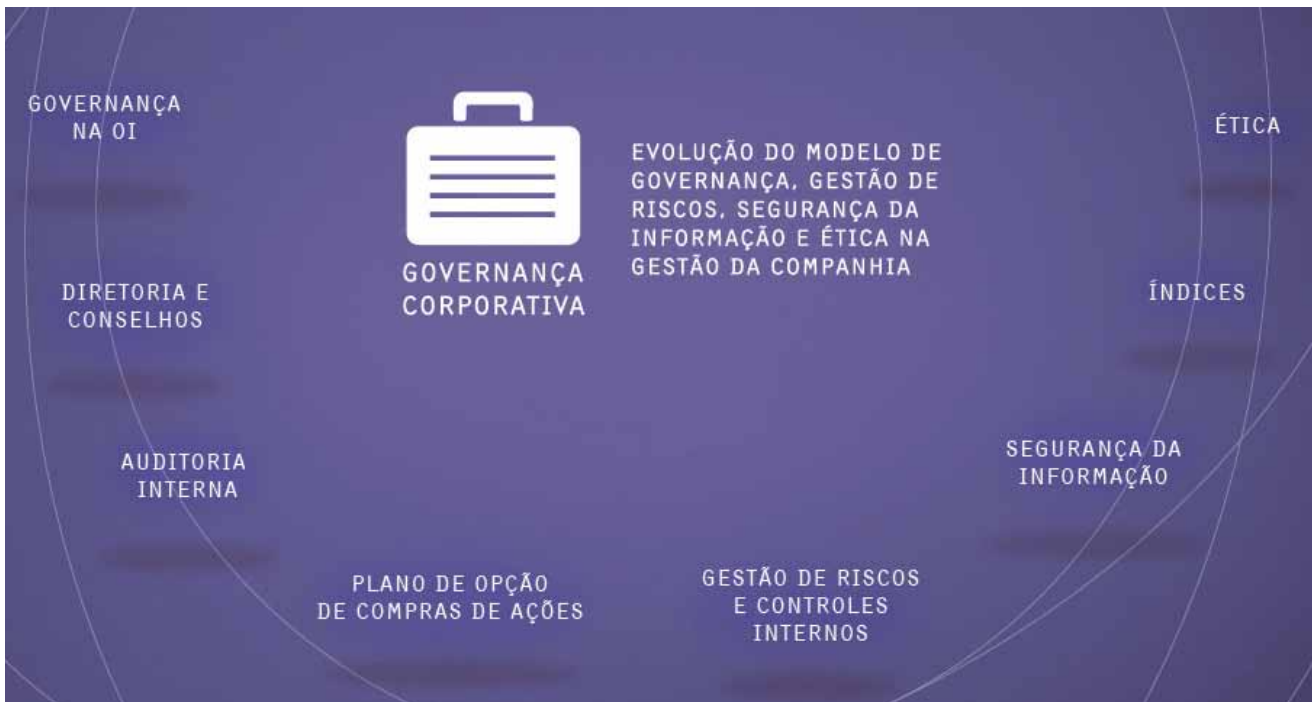 GOVERNANÇA
NA OI
DIRETORIA E
CONSELHOS
AUDITORIA
INTERNA
PLANO DE OPÇÃO
DE COMPRAS DE AÇÕES
GOVERNANÇA
CORPORATIVA
EVOLUÇÃO DO MODELO DE
GOVERNANÇA, GESTÃO DE
RISCOS, SEGURANÇA DA
INFORMAÇÃO E ÉTICA NA
GESTÃO DA COMPANHIA
GESTÃO DE RISCOS
E CONTROLES
INTERNOS
SEGURANÇA DA
INFORMAÇÃO
ÍNDICES
ÉTICA